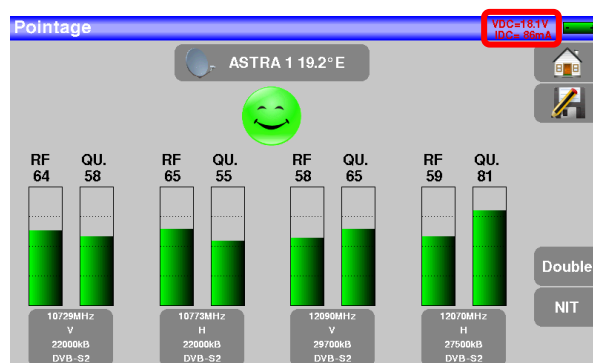 Pointage
VDC=18.1V
IDC= 86mA
ASTRA 1 19.2°E
RF QU. RF QU. RF QU. RF QU.
64 58 65 55 58 65 59 81
10729MHz
V
22000kB
DVB-S2
10773MHz
H
22000kB
DVB-S2
12090MHz
V
29700kB
DVB-S2
12070MHz
H
27500kB
DVB-S2
Double
NIT